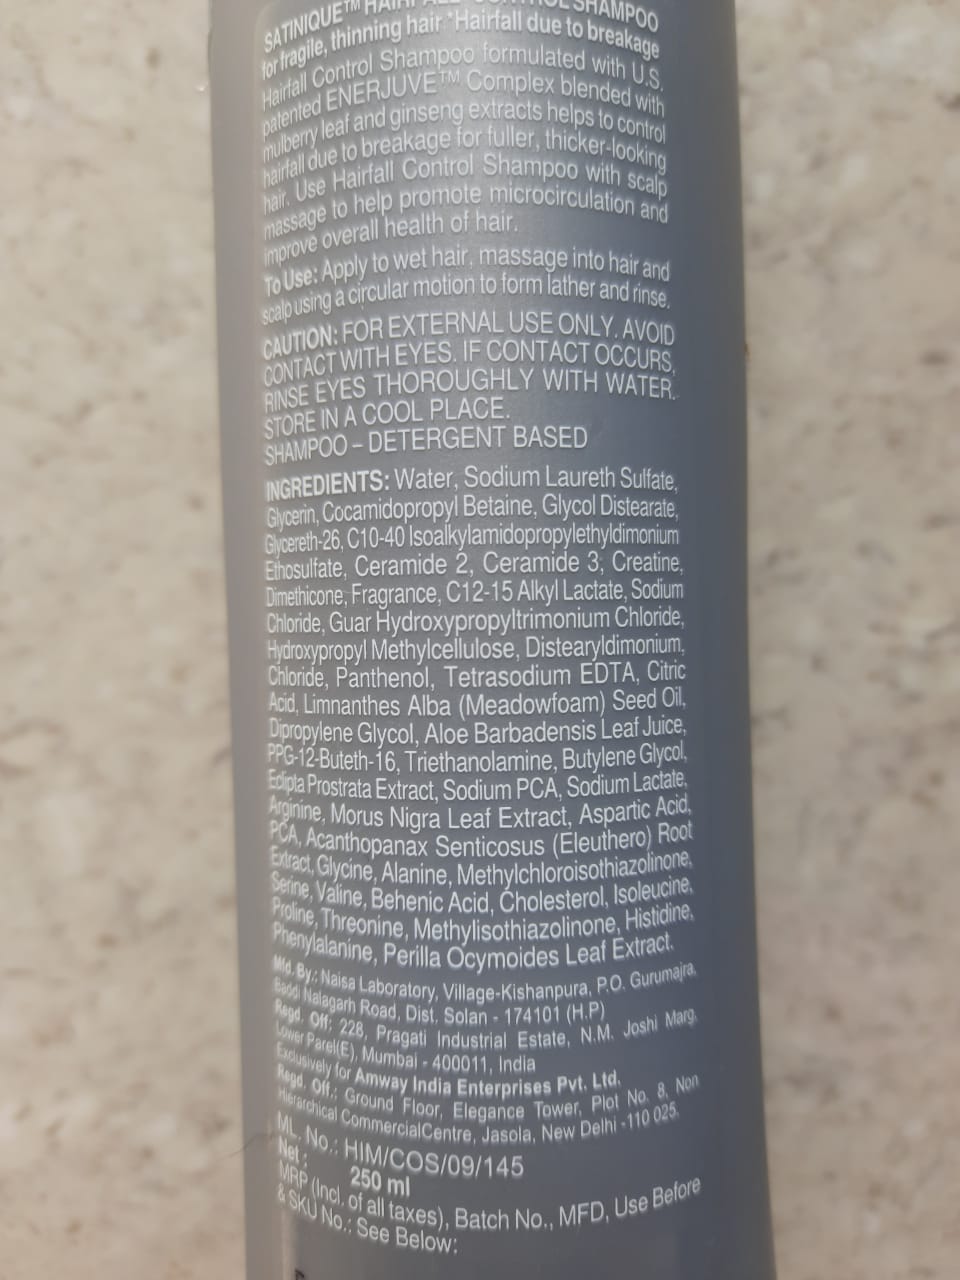 SATINIQUE™ HAIRFALL CONTROL SHAMPOO
for fragile, thinning hair *Hairfall due to breakage
Hairfall Control Shampoo formulated with U.S.
patented ENERJUVE™ Complex blended with
mulberry leaf and ginseng extracts helps to control
hairfall due to breakage for fuller, thicker-looking
hair. Use Hairfall Control Shampoo with scalp
massage to help promote microcirculation and
improve overall health of hair.
To Use: Apply to wet hair, massage into hair and
scalp using a circular motion to form lather and rinse.
CAUTION: FOR EXTERNAL USE ONLY. AVOID
CONTACT WITH EYES. IF CONTACT OCCURS,
RINSE EYES THOROUGHLY WITH WATER.
STORE IN A COOL PLACE.
SHAMPOO – DETERGENT BASED
INGREDIENTS: Water, Sodium Laureth Sulfate,
Glycerin, Cocamidopropyl Betaine, Glycol Distearate,
Glycereth-26, C10-40 Isoalkylamidopropylethyldimonium
Ethosulfate, Ceramide 2, Ceramide 3, Creatine,
Dimethicone, Fragrance, C12-15 Alkyl Lactate, Sodium
Chloride, Guar Hydroxypropyltrimonium Chloride,
Hydroxypropyl Methylcellulose, Distearyldimonium,
Chloride, Panthenol, Tetrasodium EDTA, Citric
Acid, Limnanthes Alba (Meadowfoam) Seed Oil,
Dipropylene Glycol, Aloe Barbadensis Leaf Juice,
PPG-12-Buteth-16, Triethanolamine, Butylene Glycol,
Eclipta Prostrata Extract, Sodium PCA, Sodium Lactate,
Arginine, Morus Nigra Leaf Extract, Aspartic Acid,
PCA, Acanthopanax Senticosus (Eleuthero) Root
Extract, Glycine, Alanine, Methylchloroisothiazolinone,
Serine, Valine, Behenic Acid, Cholesterol, Isoleucine,
Proline, Threonine, Methylisothiazolinone, Histidine,
Phenylalanine, Perilla Ocymoides Leaf Extract.
Mfd. By.: Naisa Laboratory, Village-Kishanpura, P.O. Gurumajra,
Baddi Nalagarh Road, Dist. Solan - 174101 (H.P)
Regd. Off: 228, Pragati Industrial Estate, N.M. Joshi Marg,
Lower Parel(E), Mumbai - 400011, India
Exclusively for Amway India Enterprises Pvt. Ltd.
Regd. Off.: Ground Floor, Elegance Tower, Plot No. 8, Non
Hierarchical CommercialCentre, Jasola, New Delhi -110 025.
ML. No.: HIM/COS/09/145
Net : 250 ml
MRP (Incl. of all taxes), Batch No., MFD, Use Before
& SKU No.: See Below: